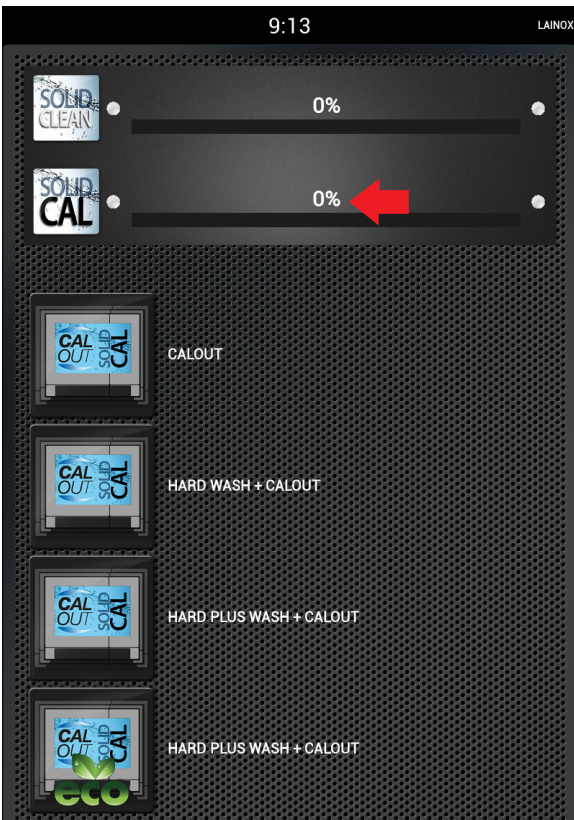 9:13
LAINOX
SOLID
CLEAN
0%
SOLID
CAL
0%
CAL
OUT
SOLID
CAL
CALOUT
CAL
OUT
SOLID
CAL
HARD WASH + CALOUT
CAL
OUT
SOLID
CAL
HARD PLUS WASH + CALOUT
CAL
OUT
SOLID
CAL
eco
HARD PLUS WASH + CALOUT